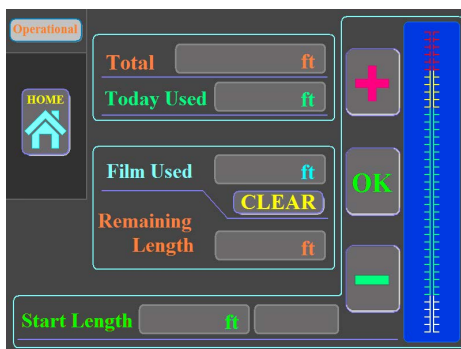 Operational
HOME
Total ft
Today Used ft
Film Used ft
CLEAR
Remaining
Length ft
Start Length ft
+
OK
-